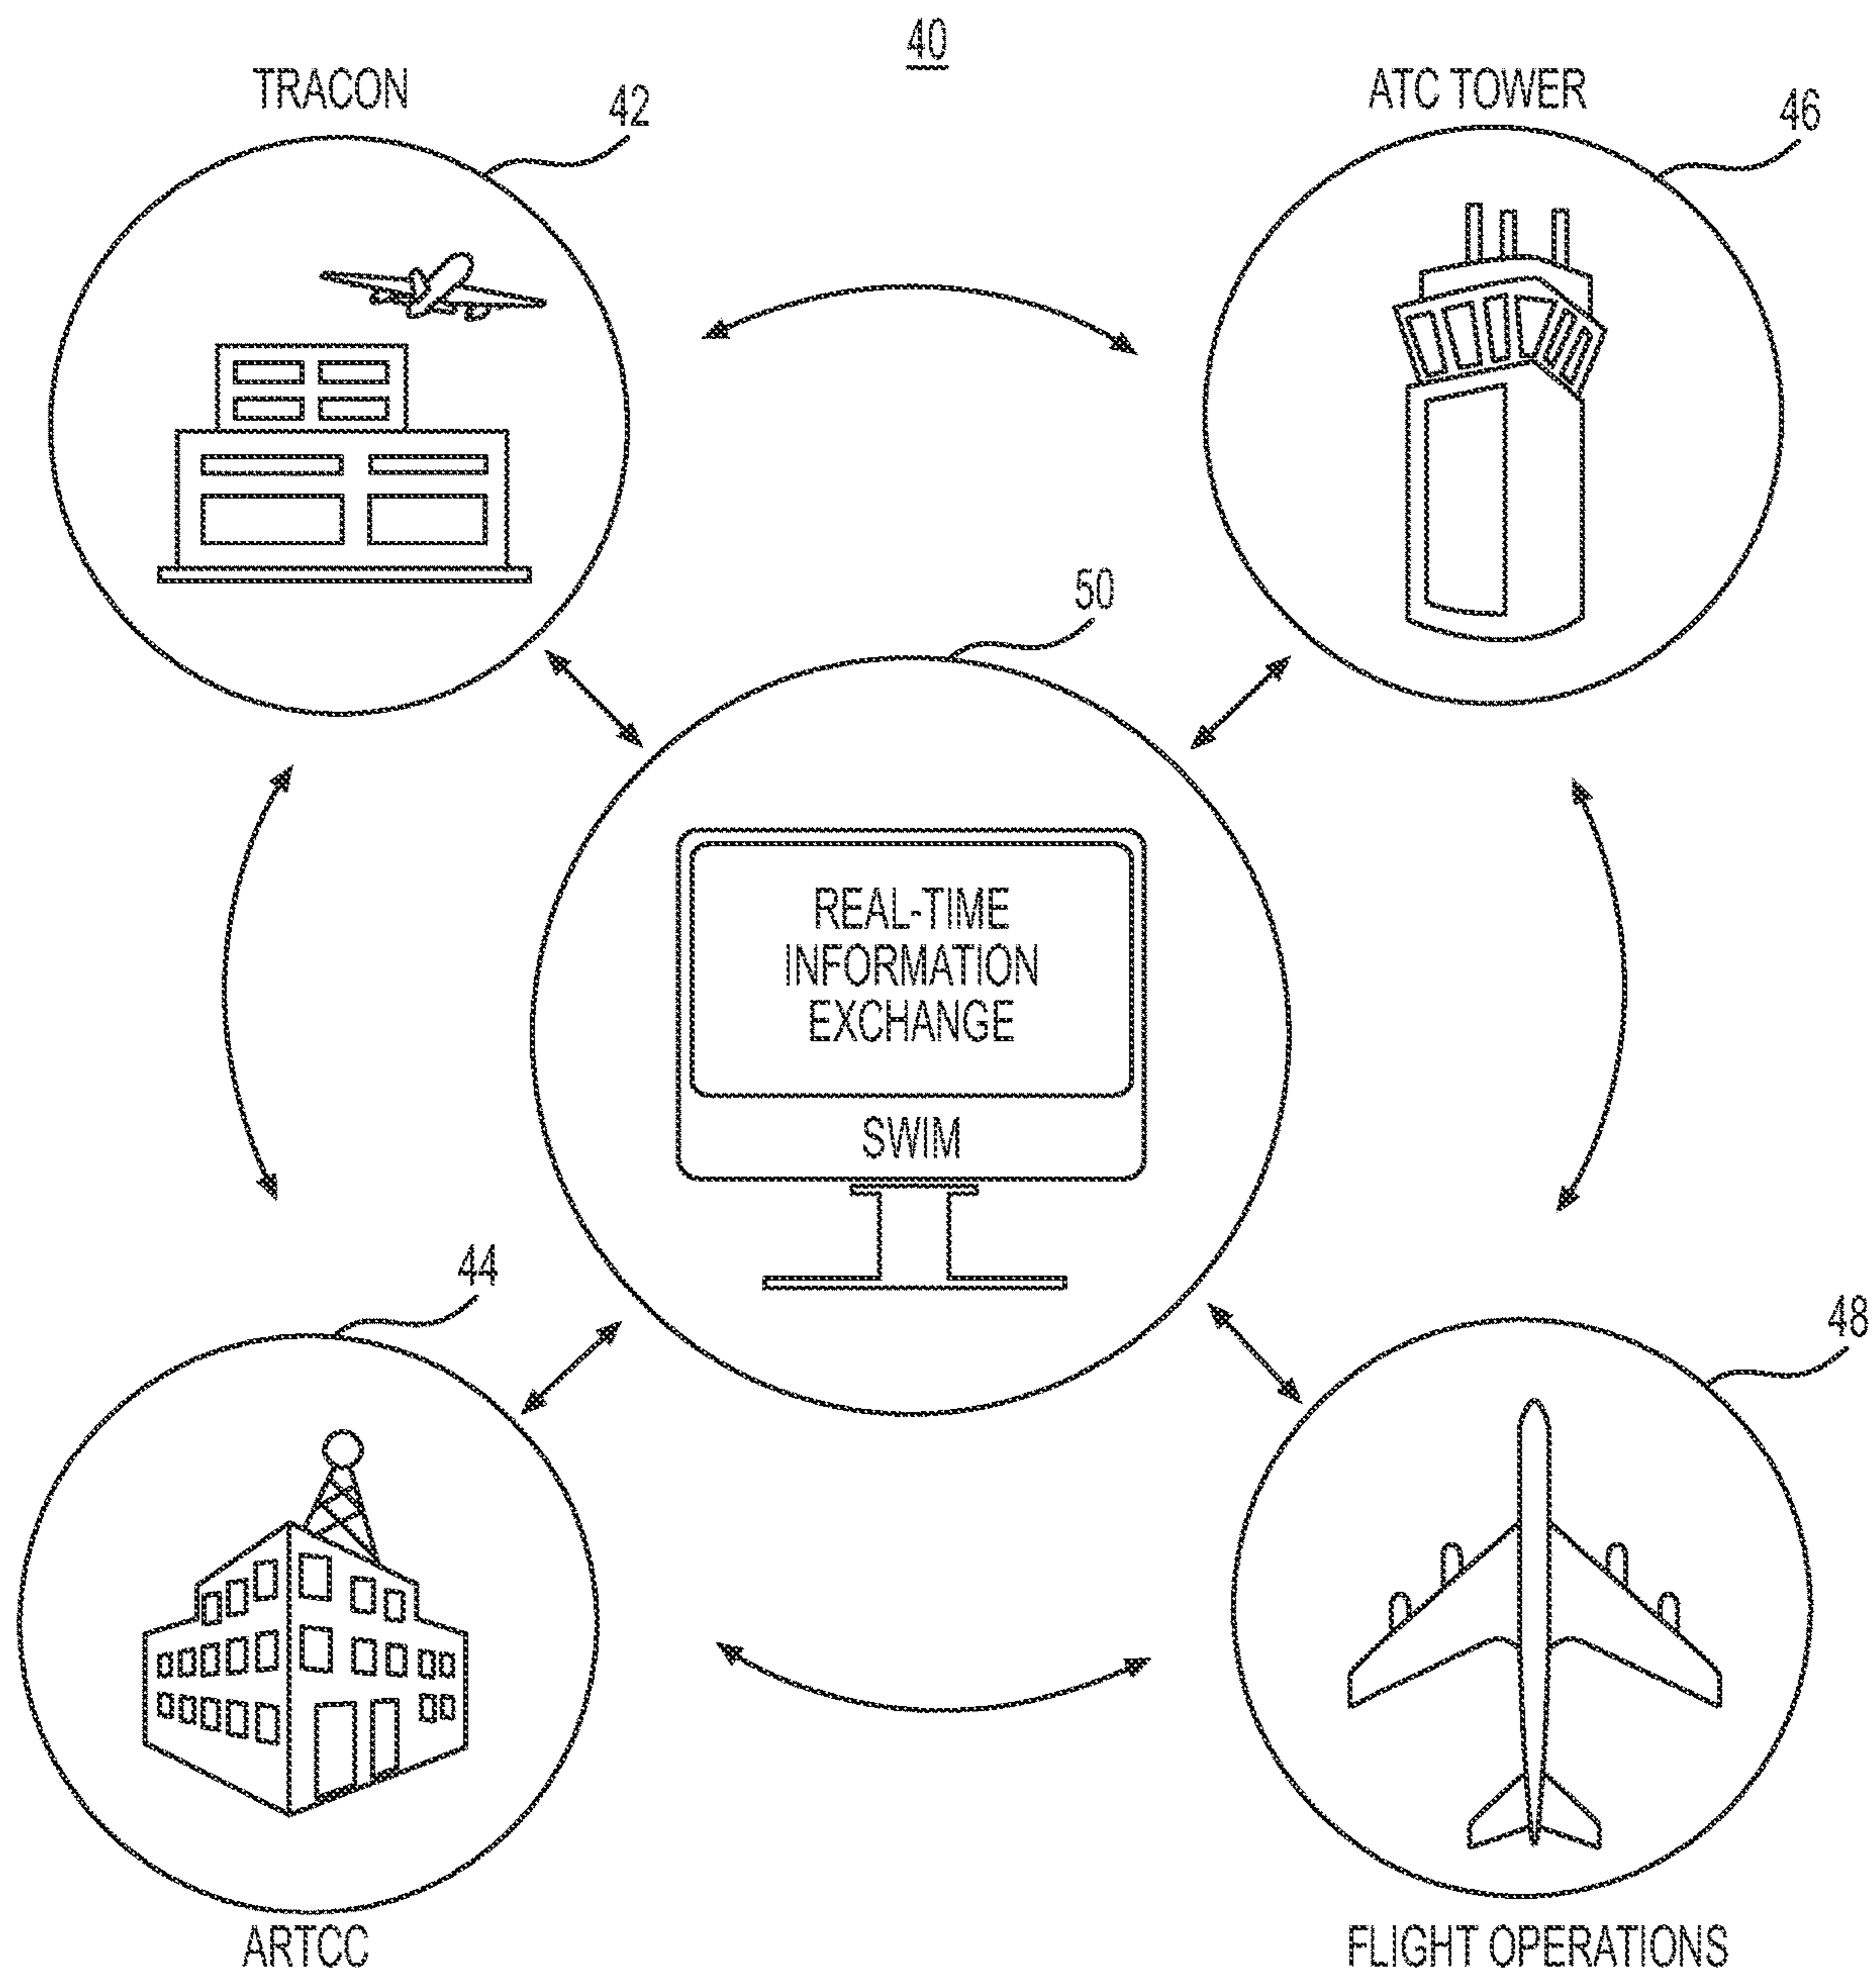 40
TRACON
42
ATC TOWER
46
50
REAL-TIME
INFORMATION
EXCHANGE
SWIM
44
48
ARTCC
FLIGHT OPERATIONS